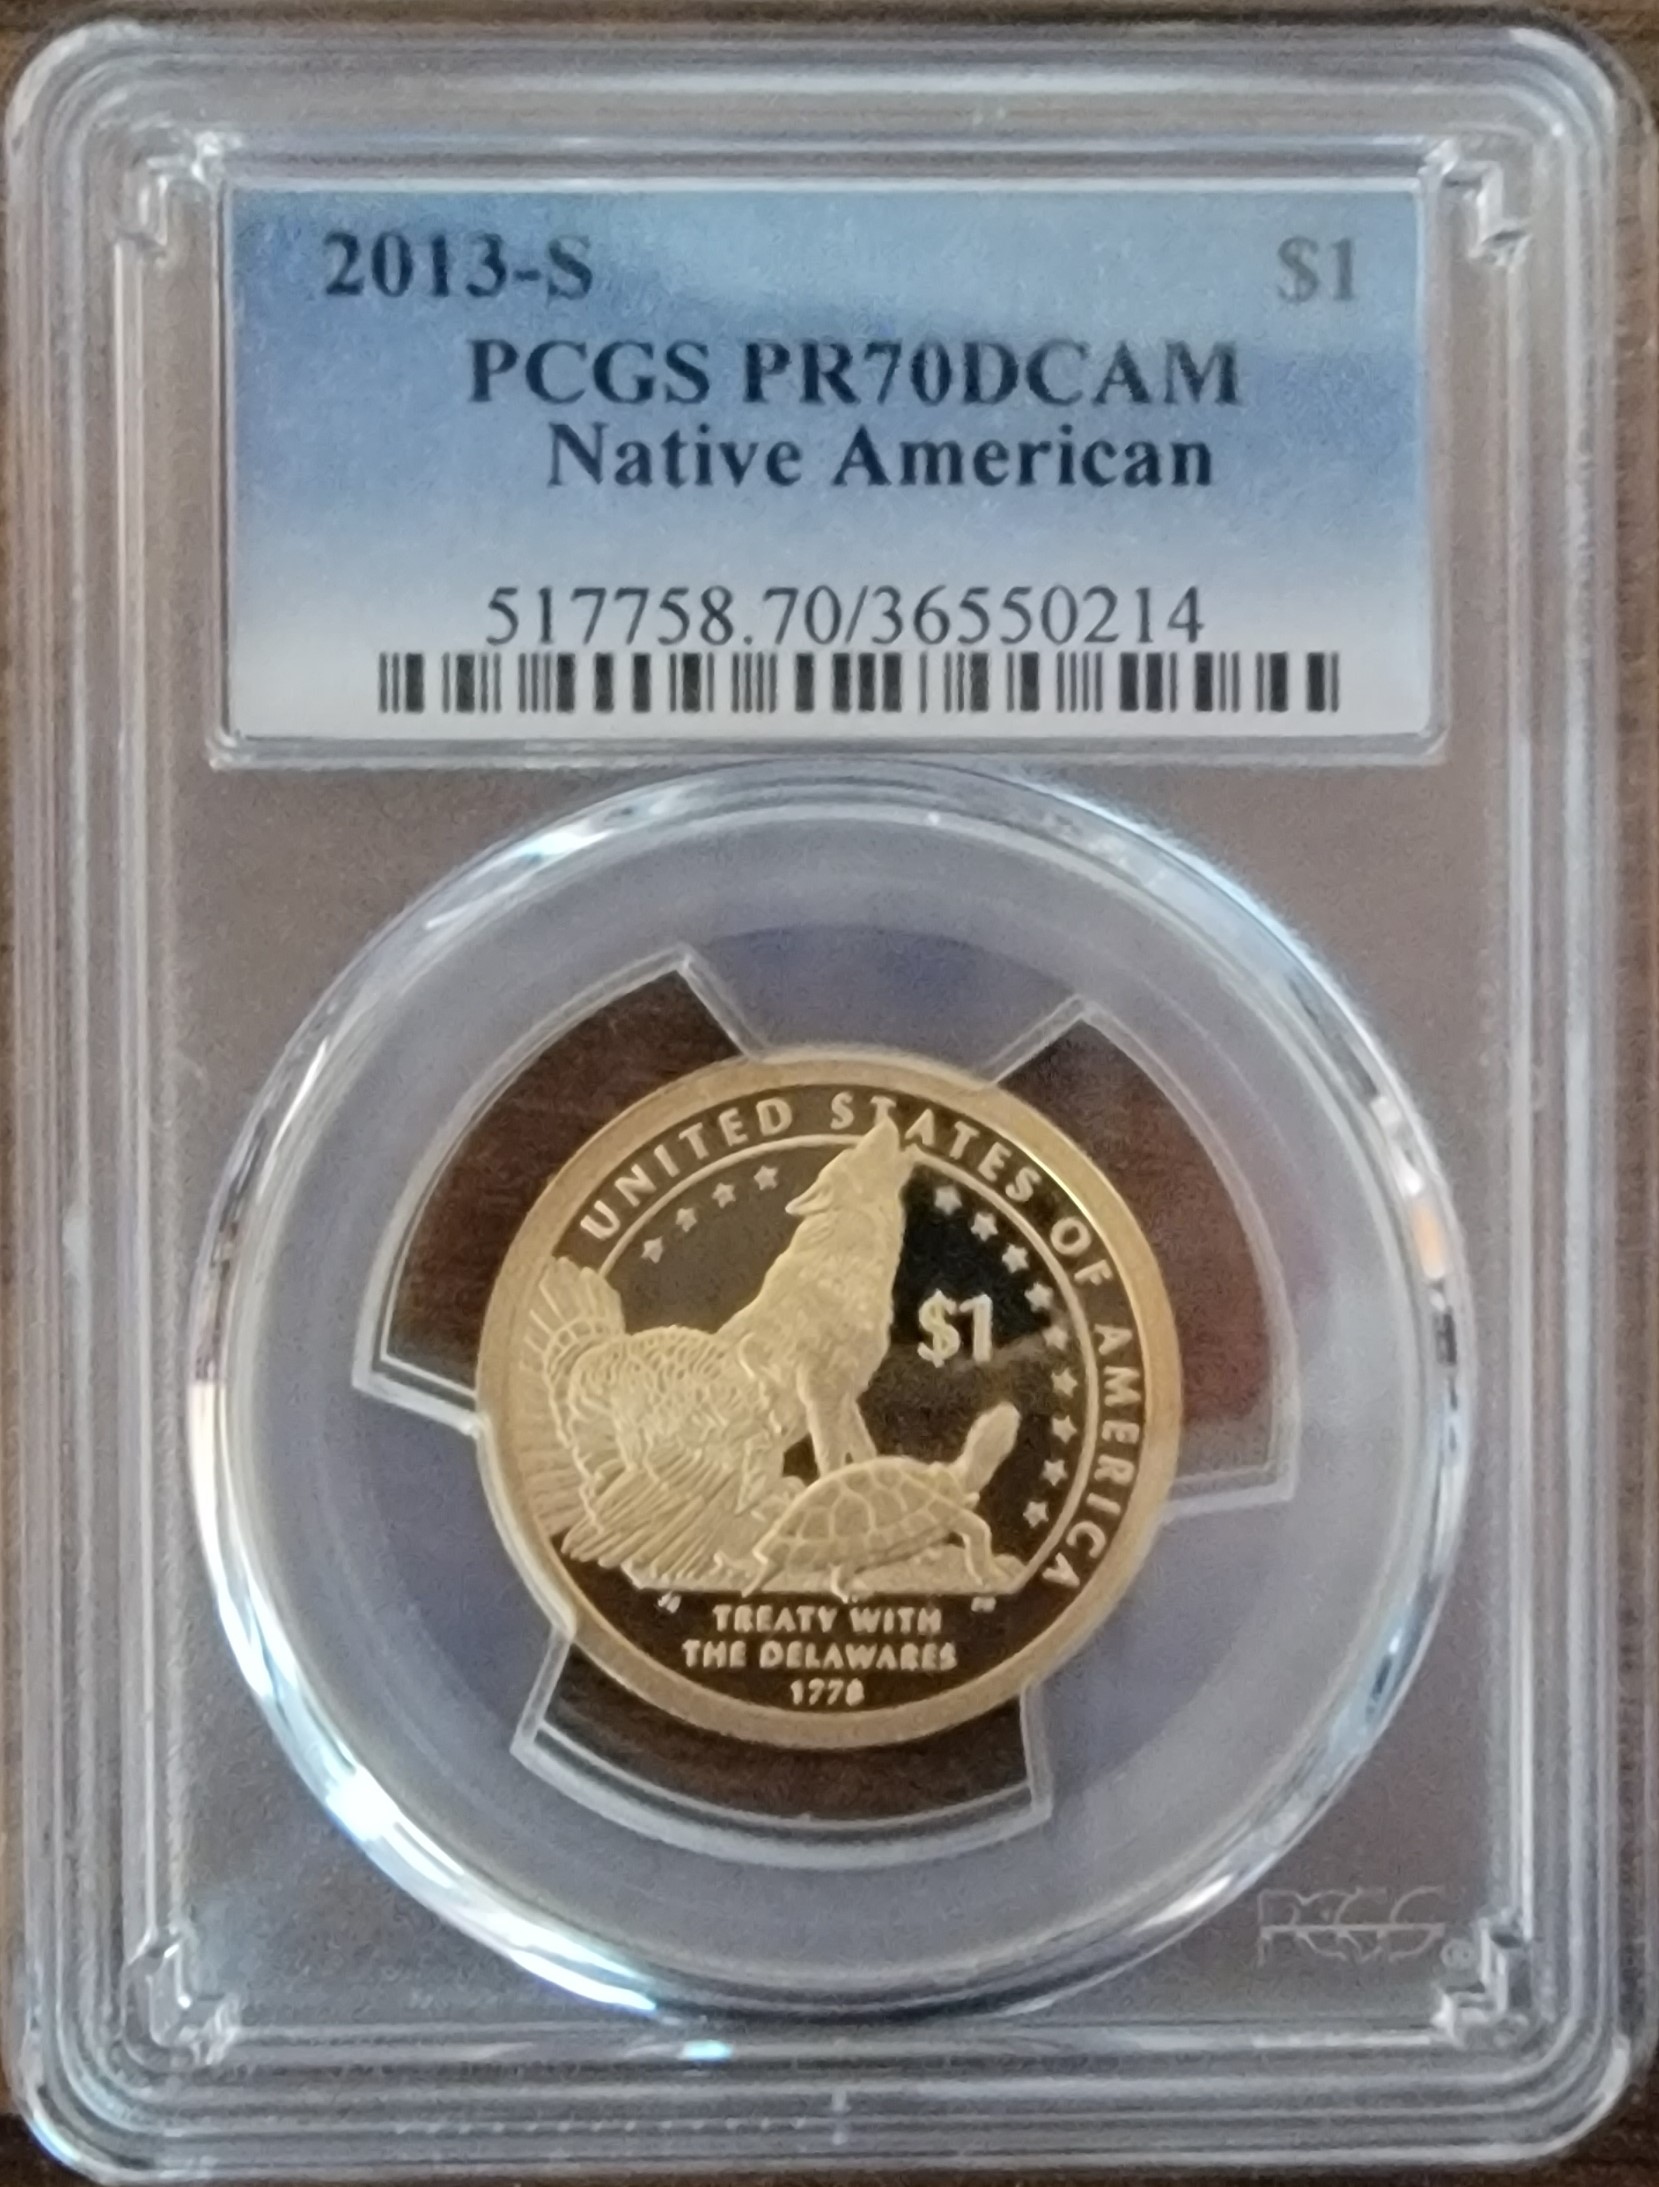 2013-S $1
PCGS PR70DCAM
Native American
517758.70/36550214
UNITED STATES OF AMERICA
$1
TREATY WITH
THE DELAWARES
1778
PCGS